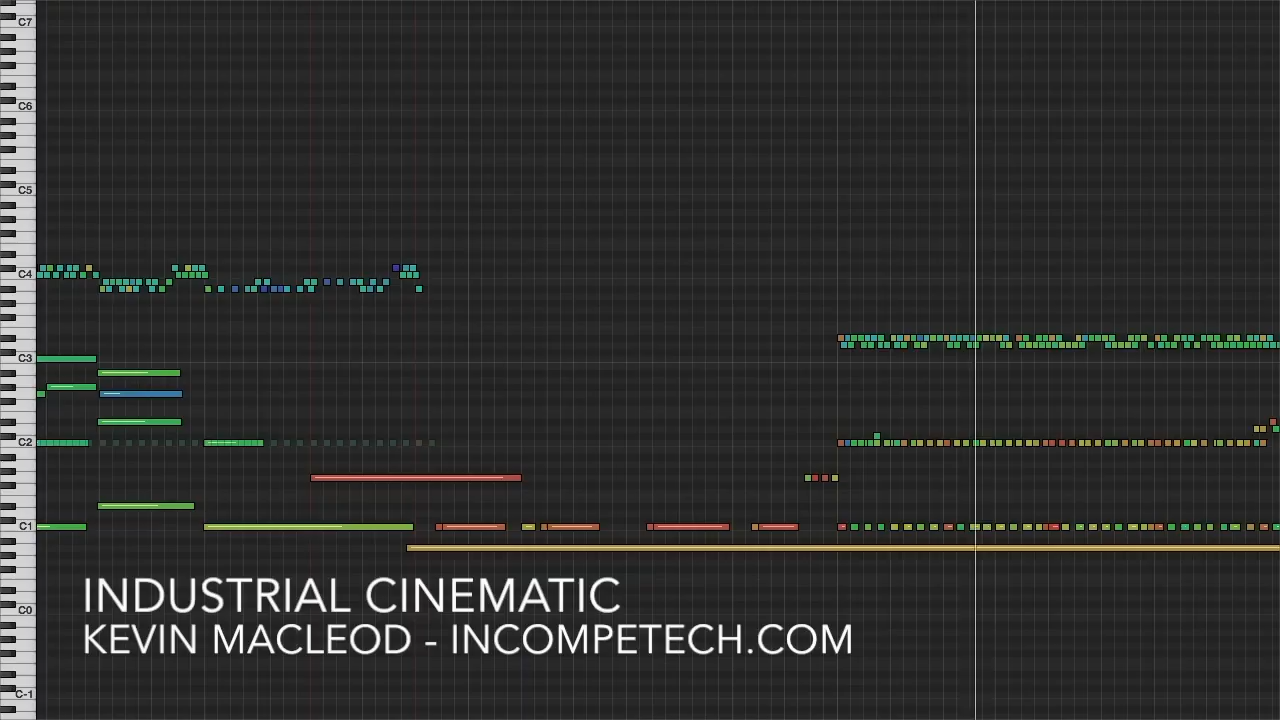 C7
C6
C5
C4
C3
C2
C1
C0
C-1
INDUSTRIAL CINEMATIC
KEVIN MACLEOD - INCOMPETECH.COM